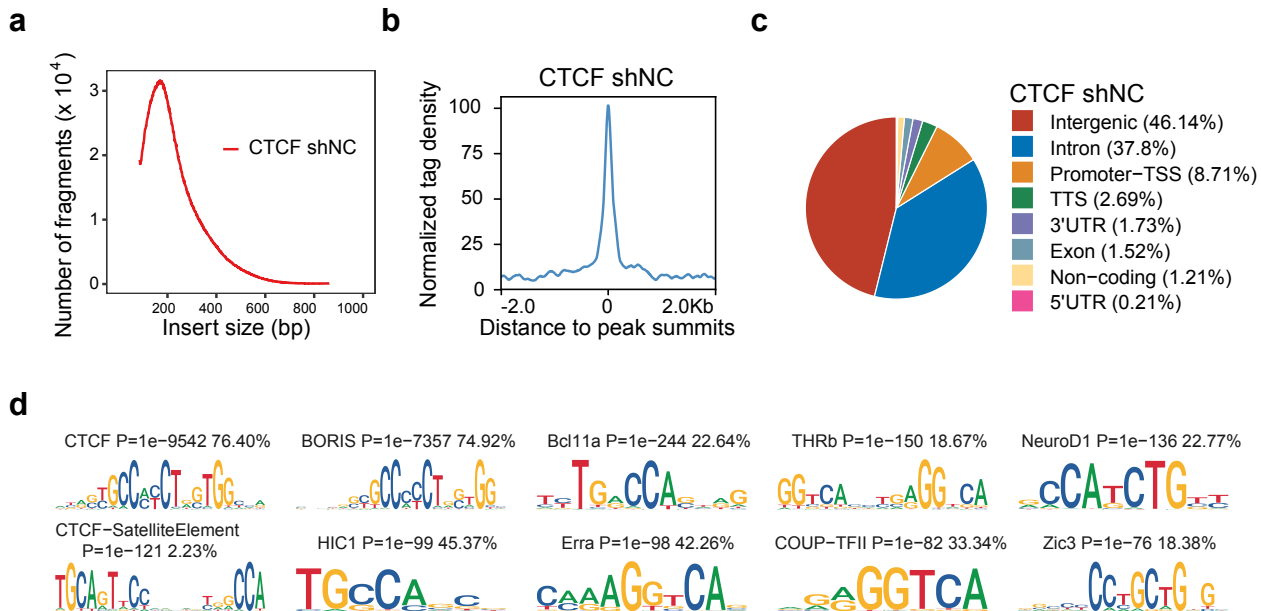 a
Number of fragments (x 10⁴)
3
2
1
0
CTCF shNC
200
400
600
800
1000
Insert size (bp)
b
CTCF shNC
Normalized tag density
100
75
50
25
0
-2.0
0
2.0Kb
Distance to peak summits
c
CTCF shNC
Intergenic (46.14%)
Intron (37.8%)
Promoter−TSS (8.71%)
TTS (2.69%)
3'UTR (1.73%)
Exon (1.52%)
Non−coding (1.21%)
5'UTR (0.21%)
d
CTCF P=1e−9542 76.40%
BORIS P=1e−7357 74.92%
Bcl11a P=1e−244 22.64%
THRb P=1e−150 18.67%
NeuroD1 P=1e−136 22.77%
CTCF−SatelliteElement
P=1e−121 2.23%
HIC1 P=1e−99 45.37%
Erra P=1e−98 42.26%
COUP−TFII P=1e−82 33.34%
Zic3 P=1e−76 18.38%